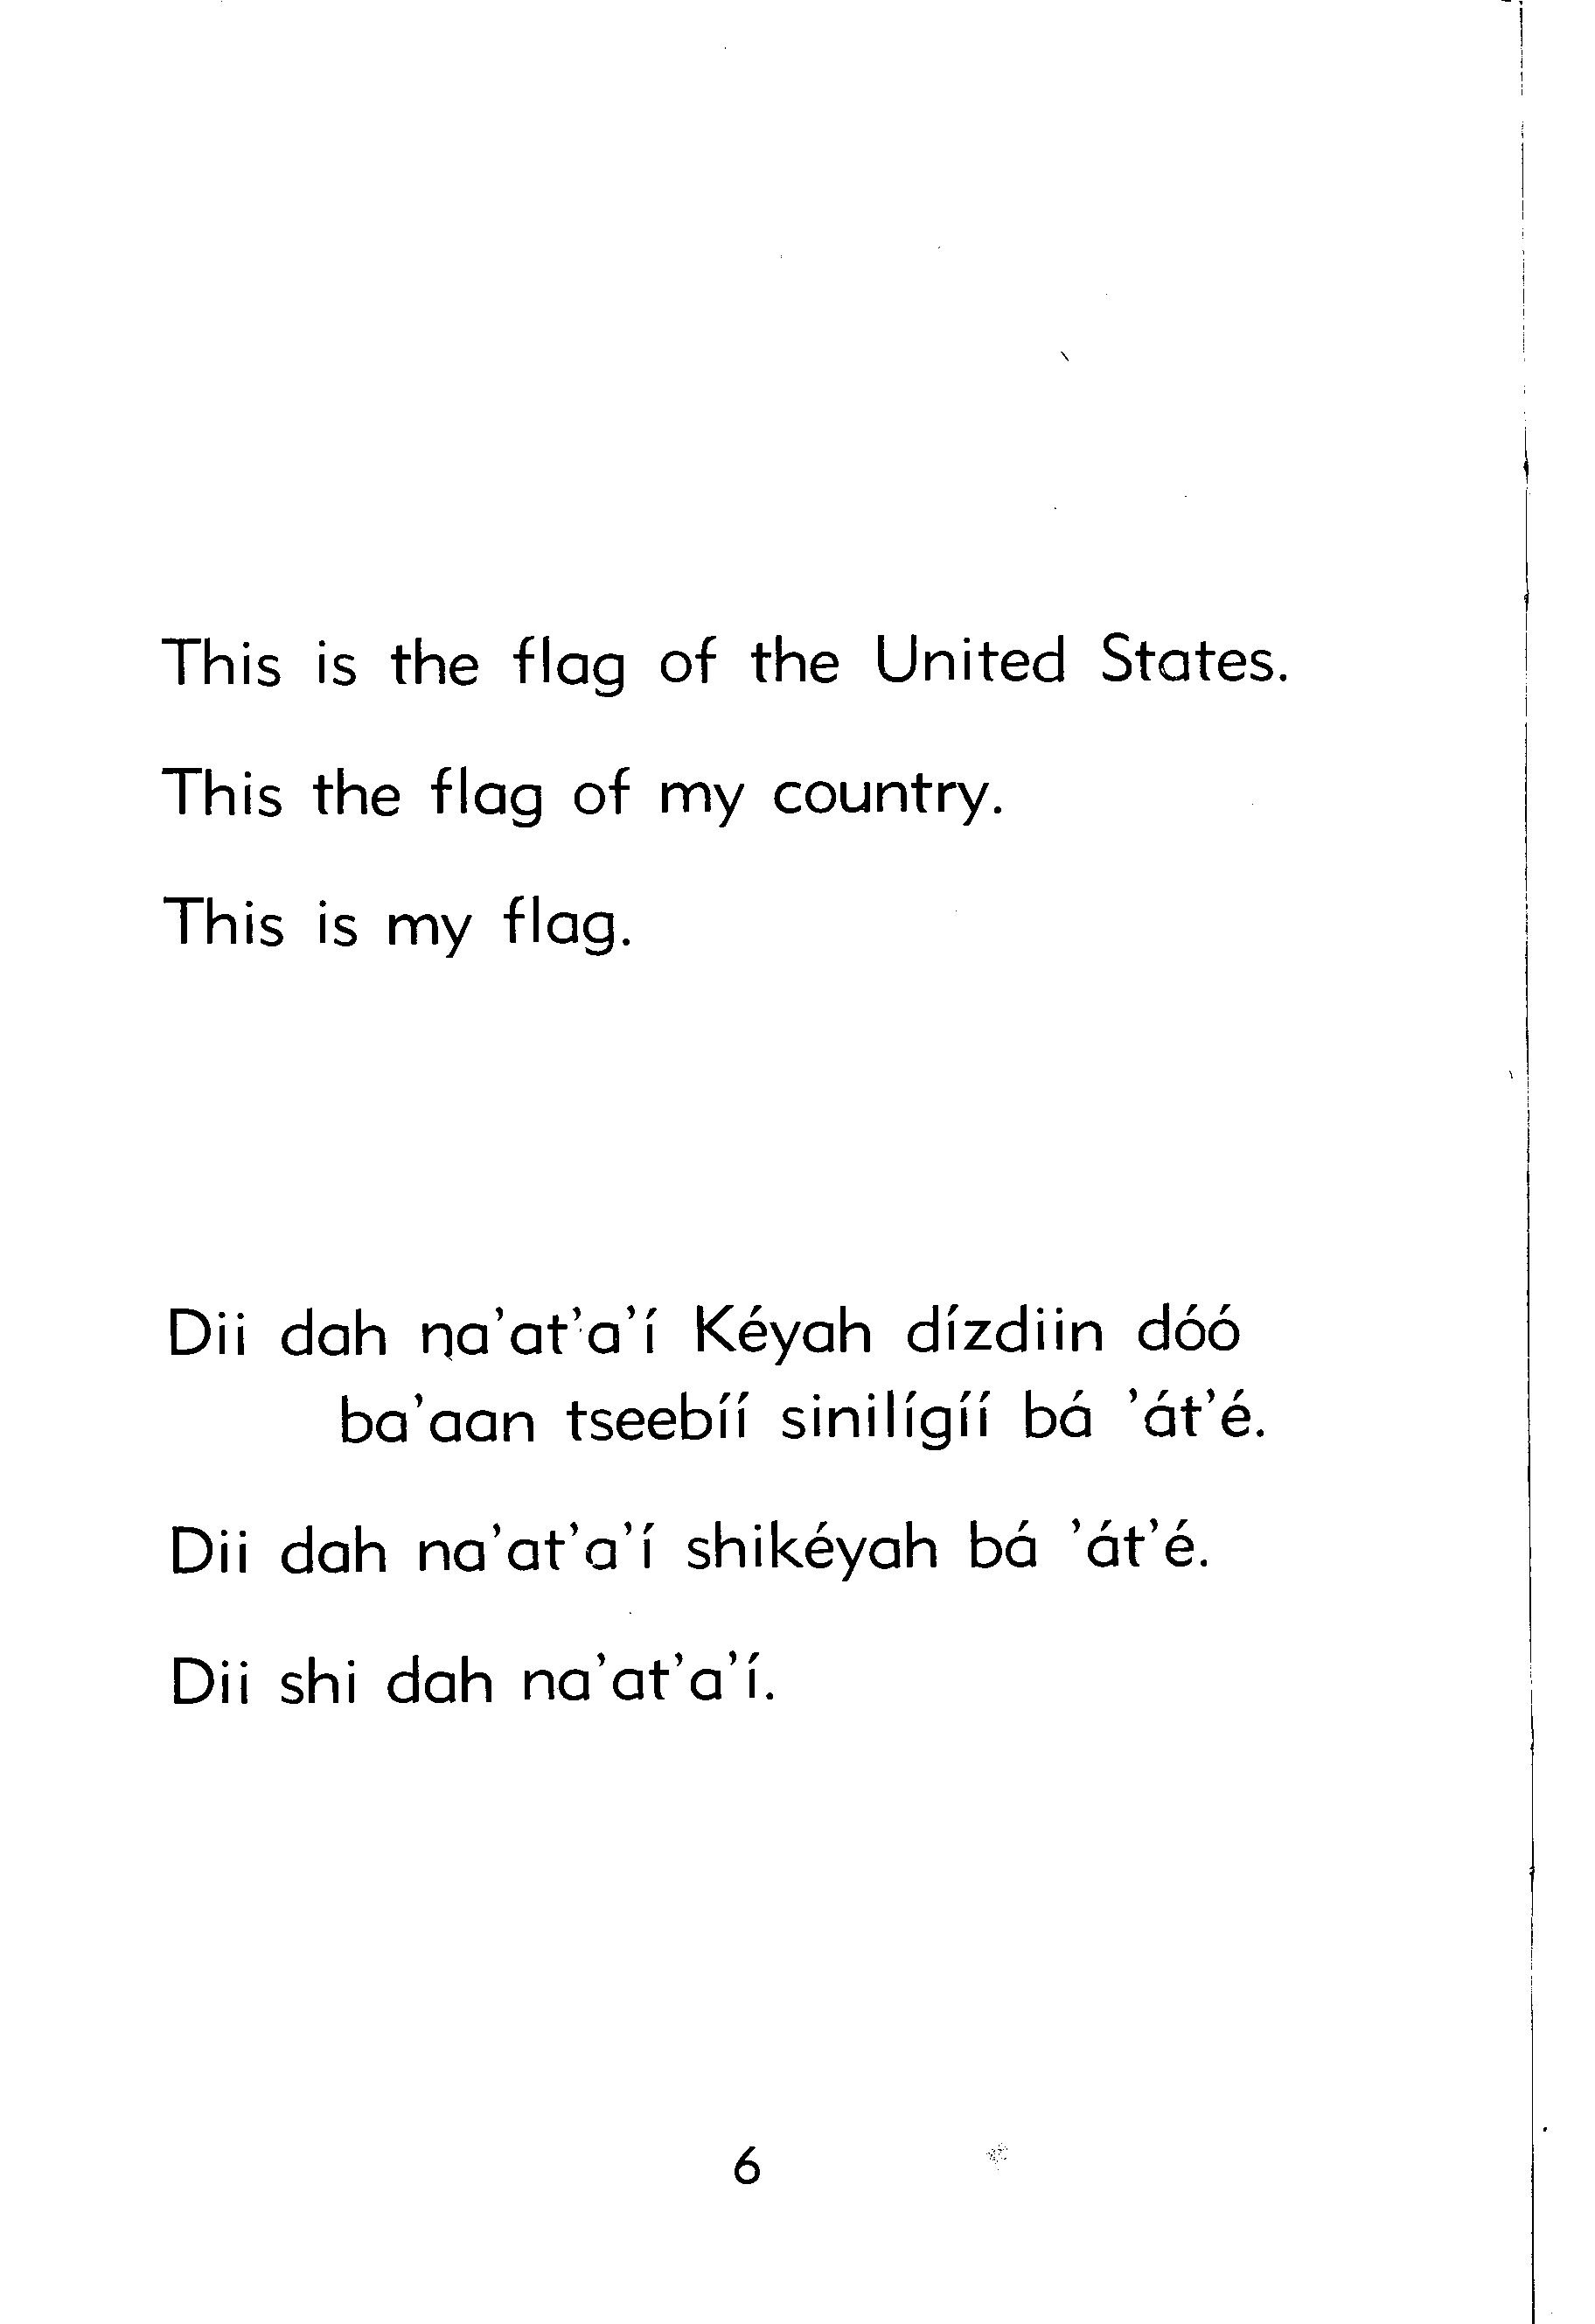 This is the flag of the United States.
This the flag of my country.
This is my flag.
Dii dah na’at’a’í Kéyah dízdiin dóó
ba’aan tseebíí sinilígíí bá ’át’é.
Dii dah na’at’a’í shikéyah bá ’át’é.
Dii shi dah na’at’a’í.
6